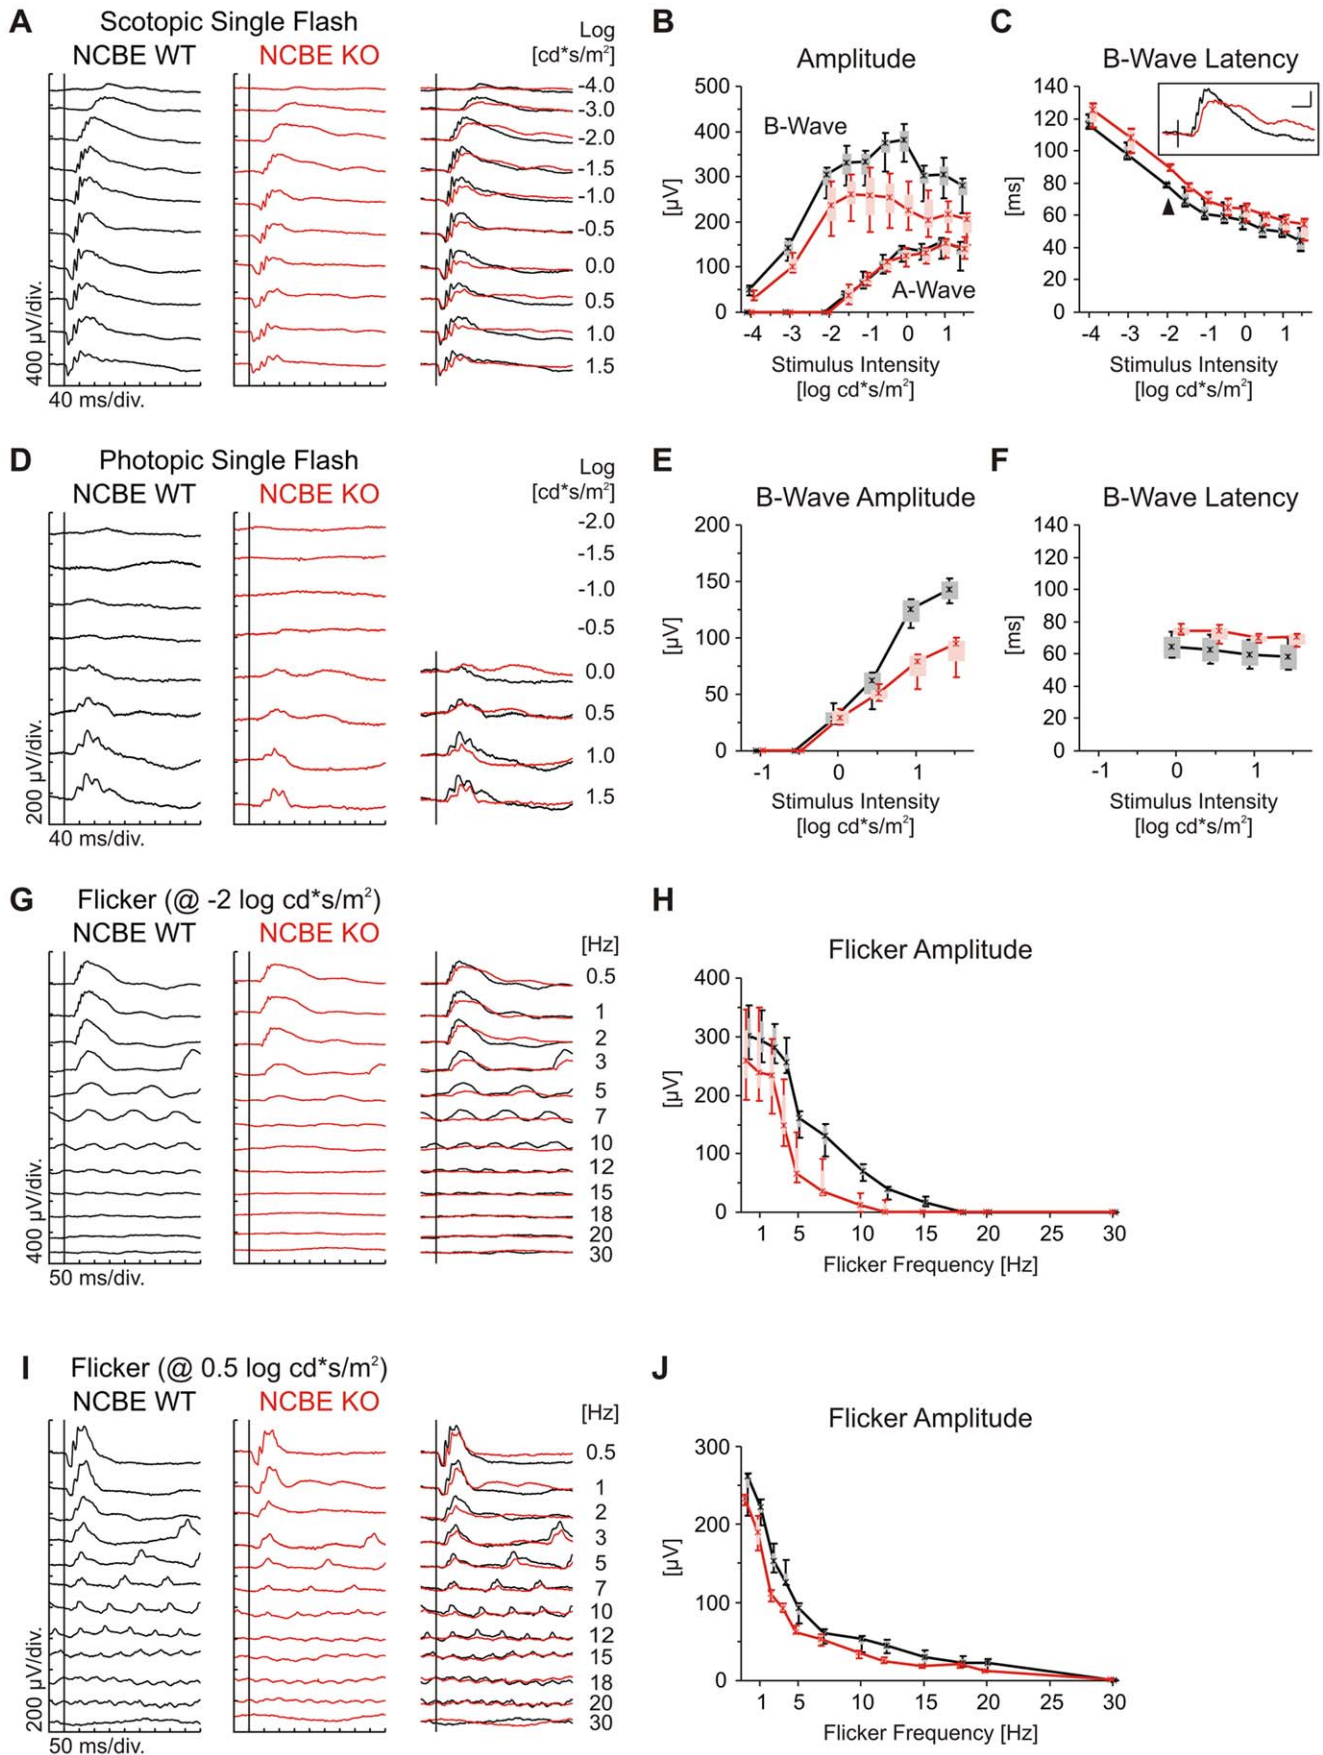 A
Scotopic Single Flash
NCBE WT
NCBE KO
Log
[cd*s/m²]
-4.0
-3.0
-2.0
-1.5
-1.0
-0.5
0.0
0.5
1.0
1.5
400 µV/div.
40 ms/div.
B
Amplitude
500
400
300
200
100
0
[µV]
B-Wave
A-Wave
-4 -3 -2 -1 0 1
Stimulus Intensity
[log cd*s/m²]
C
B-Wave Latency
140
120
100
80
60
40
20
0
[ms]
-4 -3 -2 -1 0 1
Stimulus Intensity
[log cd*s/m²]
D
Photopic Single Flash
NCBE WT
NCBE KO
Log
[cd*s/m²]
-2.0
-1.5
-1.0
-0.5
0.0
0.5
1.0
1.5
200 µV/div.
40 ms/div.
E
B-Wave Amplitude
200
150
100
50
0
[µV]
-1 0 1
Stimulus Intensity
[log cd*s/m²]
F
B-Wave Latency
140
120
100
80
60
40
20
0
[ms]
-1 0 1
Stimulus Intensity
[log cd*s/m²]
G
Flicker (@ -2 log cd*s/m²)
NCBE WT
NCBE KO
[Hz]
0.5
1
2
3
5
7
10
12
15
18
20
30
400 µV/div.
50 ms/div.
H
Flicker Amplitude
400
300
200
100
0
[µV]
1 5 10 15 20 25 30
Flicker Frequency [Hz]
I
Flicker (@ 0.5 log cd*s/m²)
NCBE WT
NCBE KO
[Hz]
0.5
1
2
3
5
7
10
12
15
18
20
30
200 µV/div.
50 ms/div.
J
Flicker Amplitude
300
200
100
0
[µV]
1 5 10 15 20 25 30
Flicker Frequency [Hz]